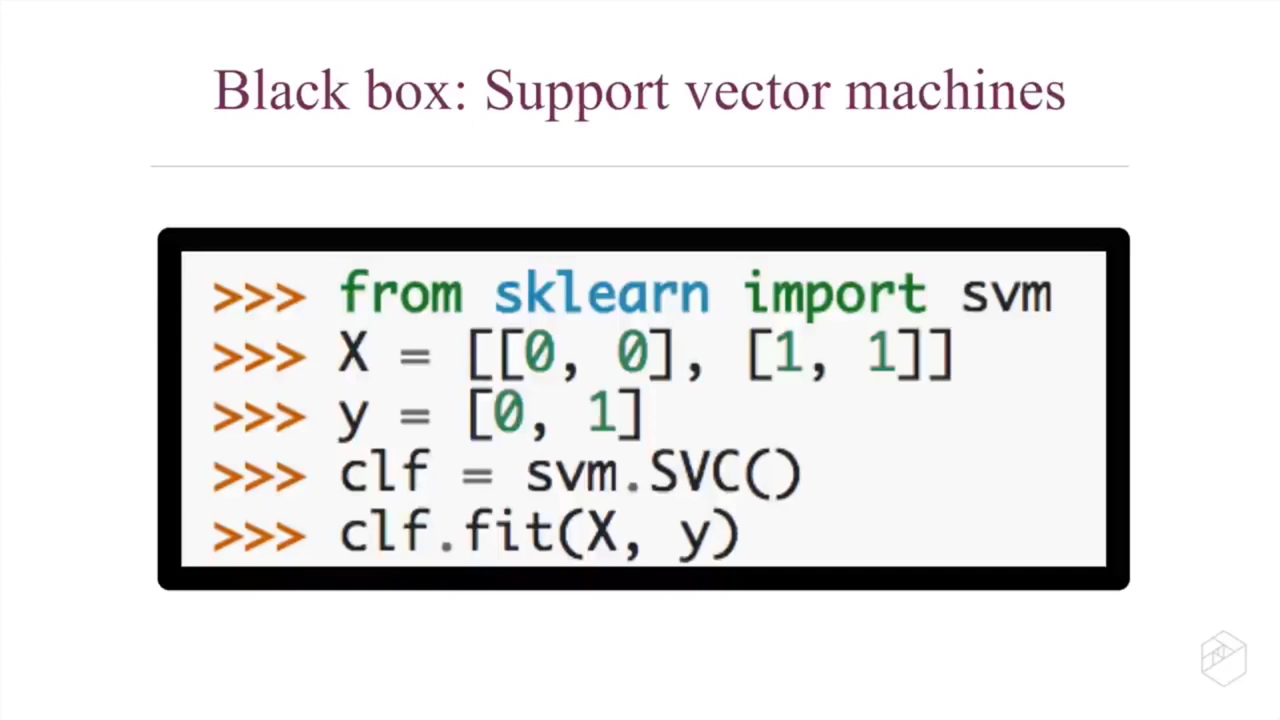 Black box: Support vector machines
>>> from sklearn import svm
>>> X = [[0, 0], [1, 1]]
>>> y = [0, 1]
>>> clf = svm.SVC()
>>> clf.fit(X, y)